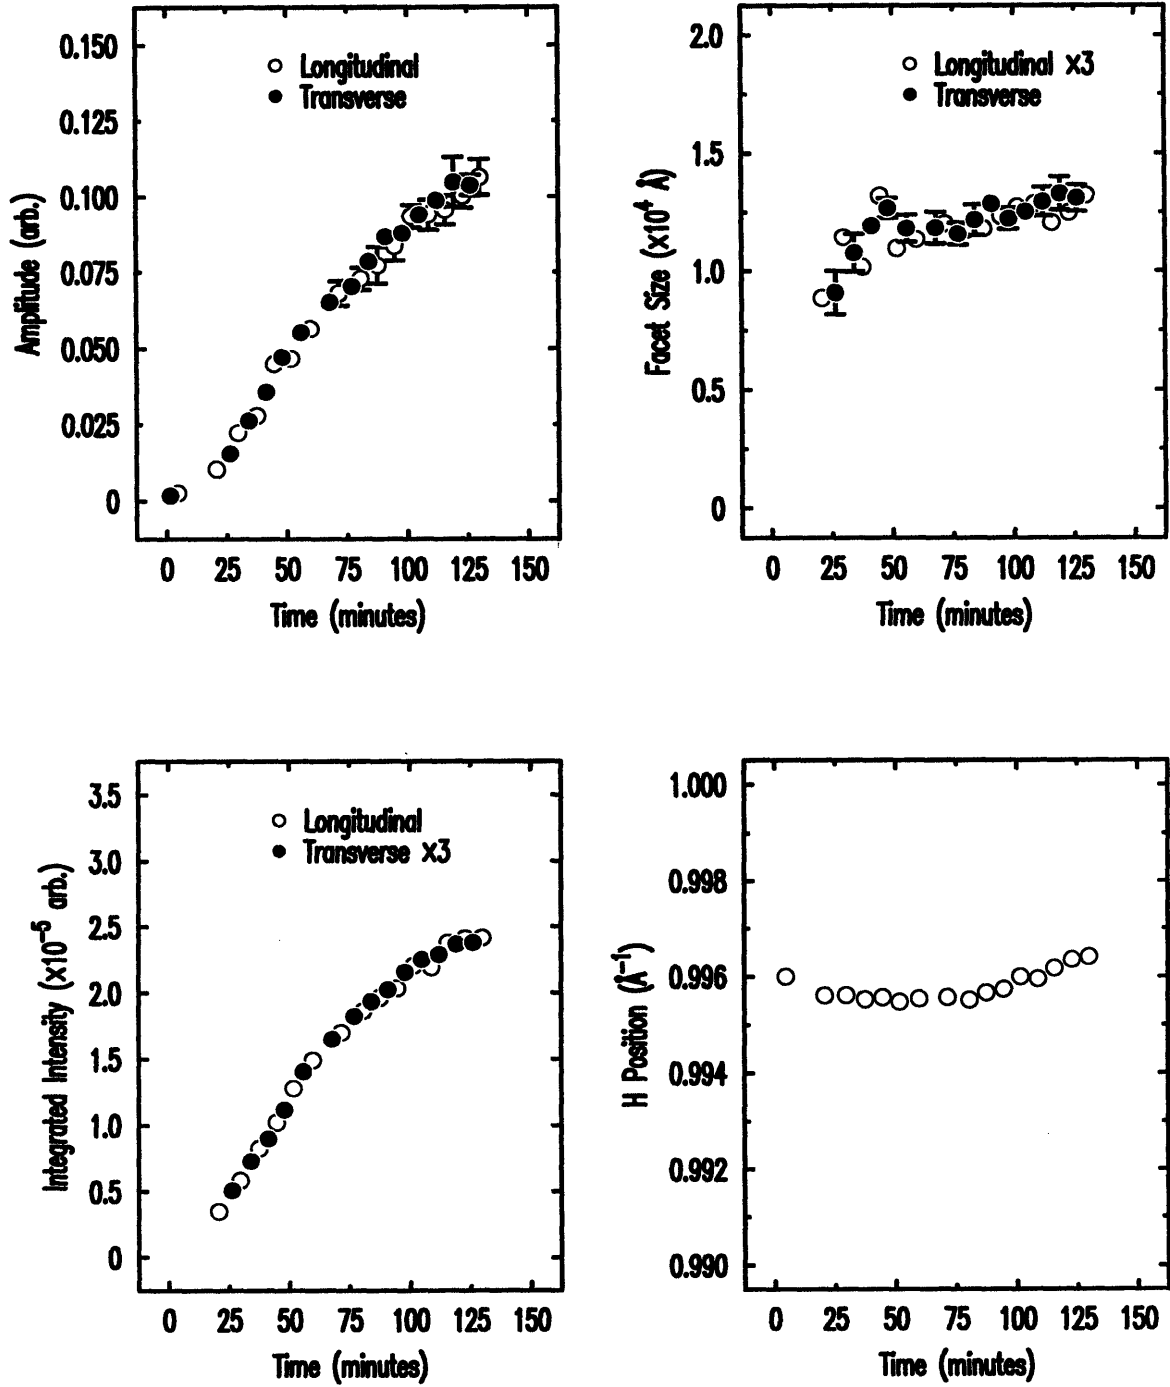 0.150
0.125
0.100
0.075
0.050
0.025
0
Amplitude (arb.)
○ Longitudinal
● Transverse
0 25 50 75 100 125 150
Time (minutes)
2.0
1.5
1.0
0.5
0
Facet Size (×10⁴ Å)
○ Longitudinal ×3
● Transverse
0 25 50 75 100 125 150
Time (minutes)
3.5
3.0
2.5
2.0
1.5
1.0
0.5
0
Integrated Intensity (×10⁻⁵ arb.)
○ Longitudinal
● Transverse ×3
0 25 50 75 100 125 150
Time (minutes)
1.000
0.998
0.996
0.994
0.992
0.990
H Position (Å⁻¹)
0 25 50 75 100 125 150
Time (minutes)